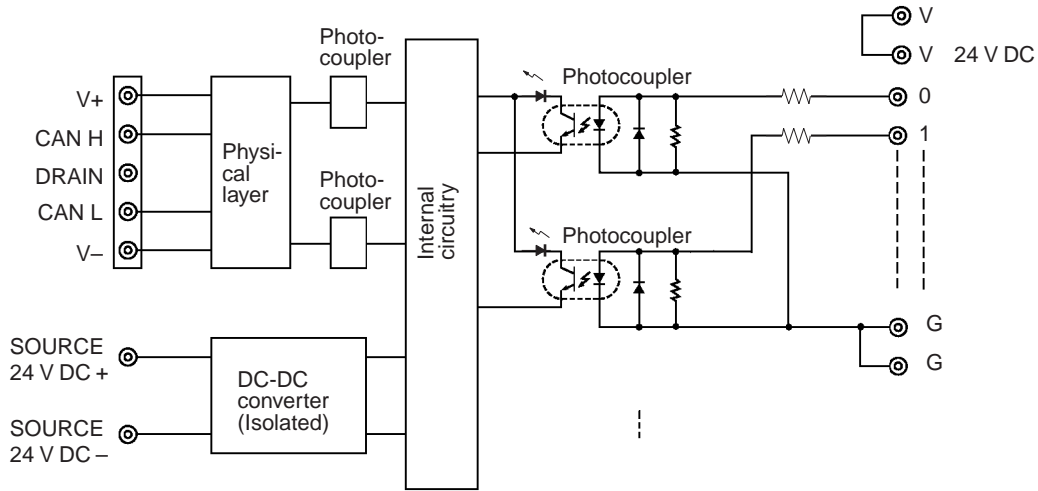 Photo-
coupler
V
V 24 V DC
Photocoupler
V+
0
CAN H
1
Physi-
cal
layer
DRAIN
Photo-
coupler
CAN L
V–
Internal
circuitry
Photocoupler
G
SOURCE
24 V DC +
G
DC-DC
converter
(Isolated)
SOURCE
24 V DC –